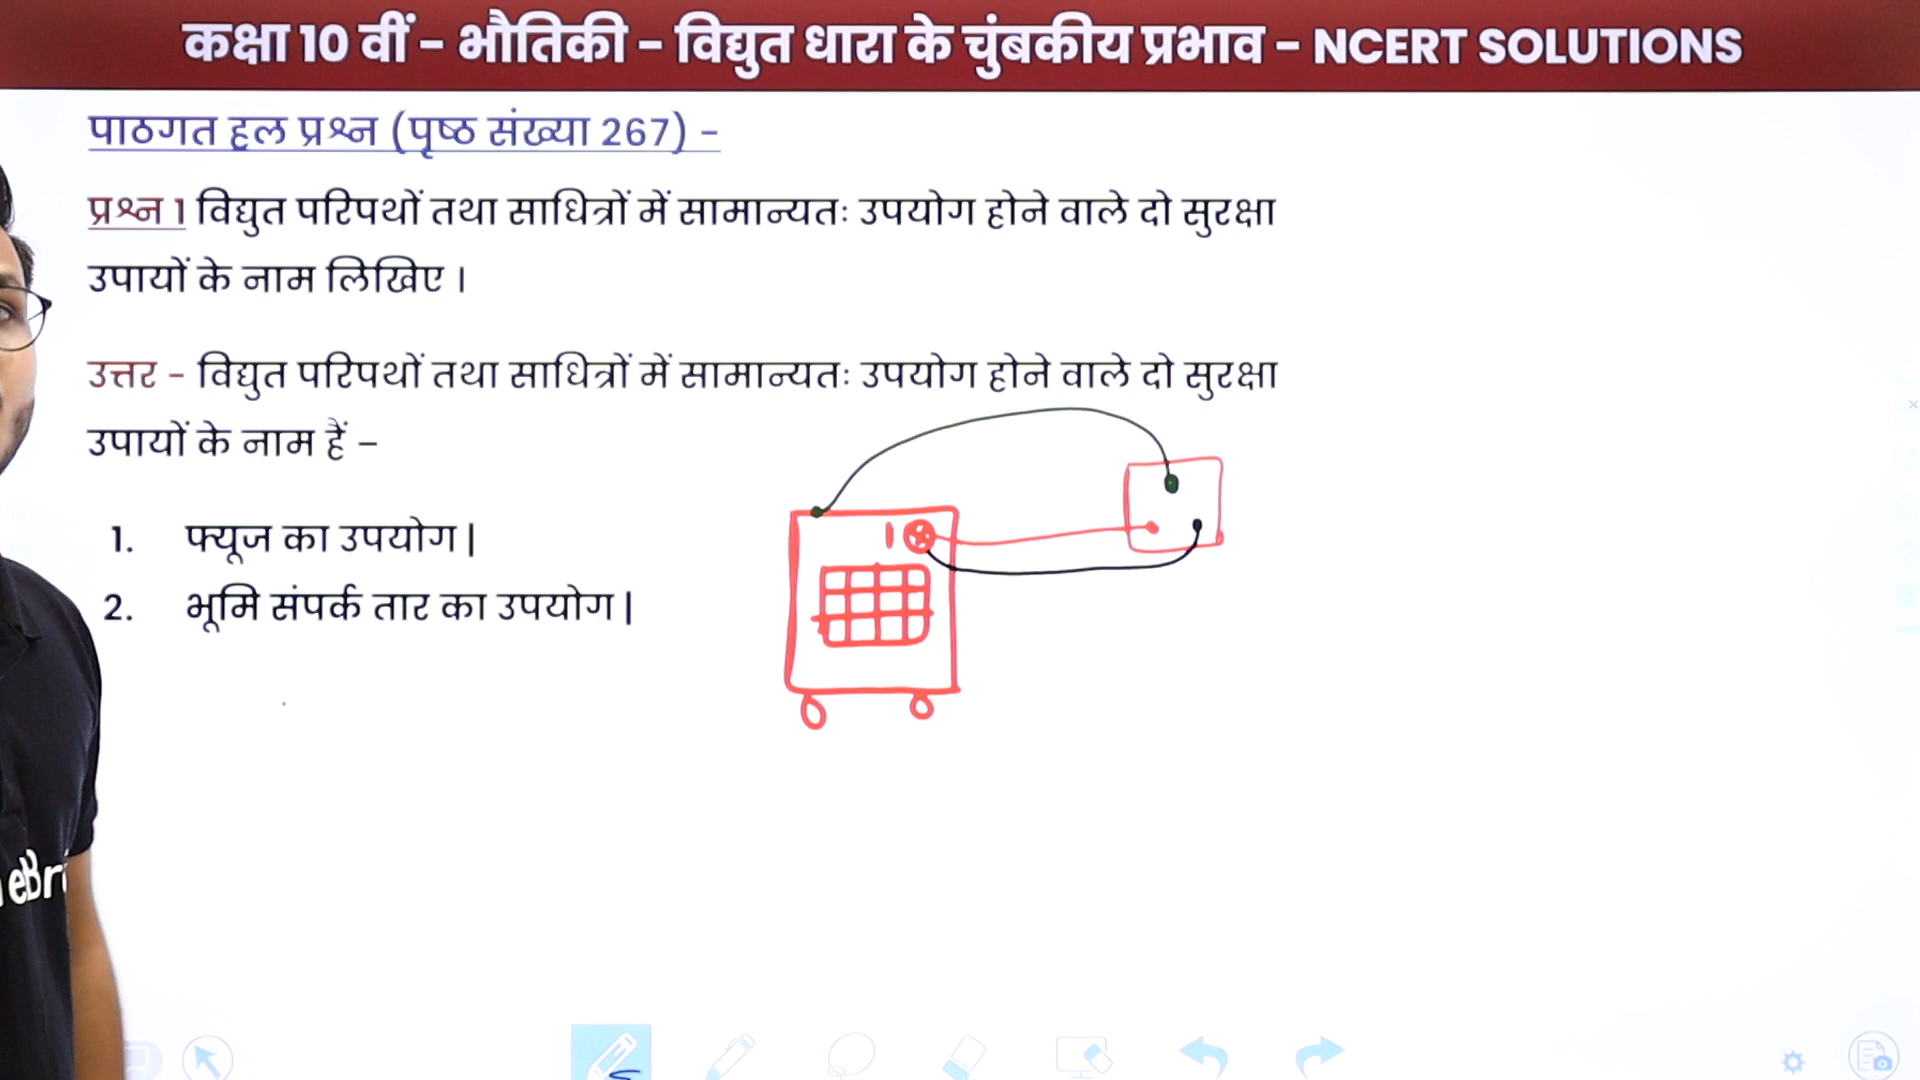 कक्षा 10 वीं – भौतिकी – विद्युत धारा के चुंबकीय प्रभाव – NCERT SOLUTIONS
पाठगत हल प्रश्न (पृष्ठ संख्या 267) –
प्रश्न 1 विद्युत परिपथों तथा साधित्रों में सामान्यतः उपयोग होने वाले दो सुरक्षा
उपायों के नाम लिखिए ।
उत्तर – विद्युत परिपथों तथा साधित्रों में सामान्यतः उपयोग होने वाले दो सुरक्षा
उपायों के नाम हैं –
1. फ्यूज का उपयोग |
2. भूमि संपर्क तार का उपयोग |
eBr